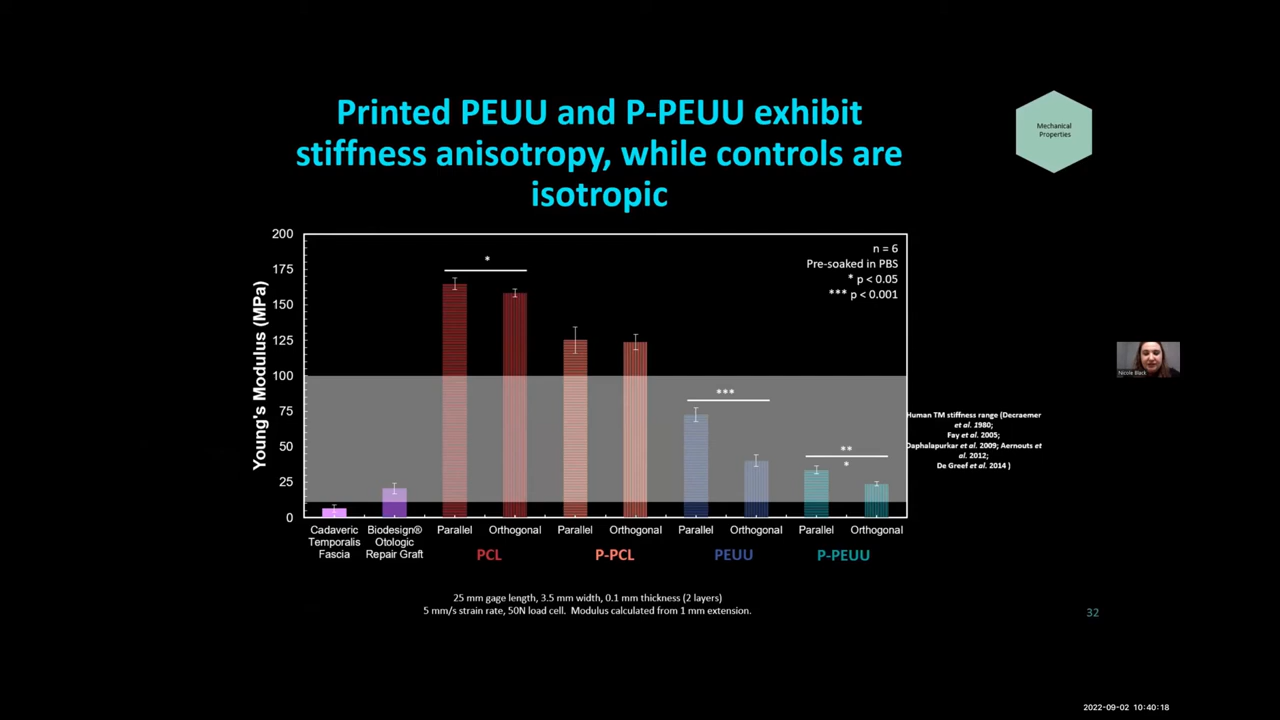 Printed PEUU and P-PEUU exhibit
stiffness anisotropy, while controls are
isotropic
Mechanical
Properties
Young's Modulus (MPa)
200
175
150
125
100
75
50
25
0
n = 6
Pre-soaked in PBS
* p < 0.05
*** p < 0.001
*
***
**
*
Human TM stiffness range (Decraemer
et al. 1980;
Fay et al. 2005;
Daphalapurkar et al. 2009; Aernouts et
al. 2012;
De Greef et al. 2014 )
Nicole Black
Cadaveric
Temporalis
Fascia
Biodesign®
Otologic
Repair Graft
Parallel Orthogonal Parallel Orthogonal Parallel Orthogonal Parallel Orthogonal
PCL P-PCL PEUU P-PEUU
25 mm gage length, 3.5 mm width, 0.1 mm thickness (2 layers)
5 mm/s strain rate, 50N load cell. Modulus calculated from 1 mm extension.
32
2022-09-02 10:40:18